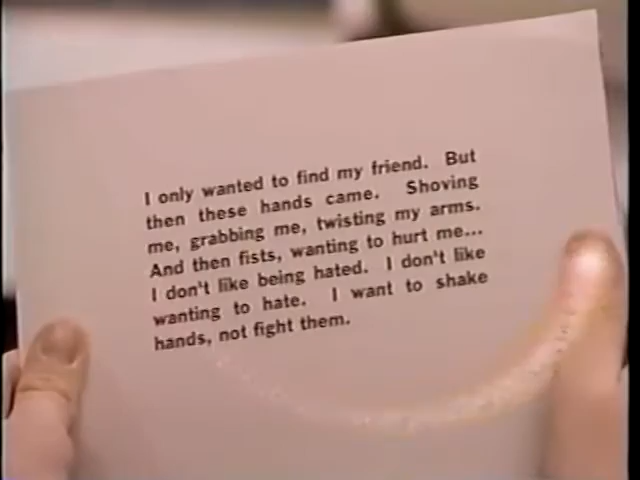 I only wanted to find my friend. But
then these hands came. Shoving
me, grabbing me, twisting my arms.
And then fists, wanting to hurt me...
I don't like being hated. I don't like
wanting to hate. I want to shake
hands, not fight them.